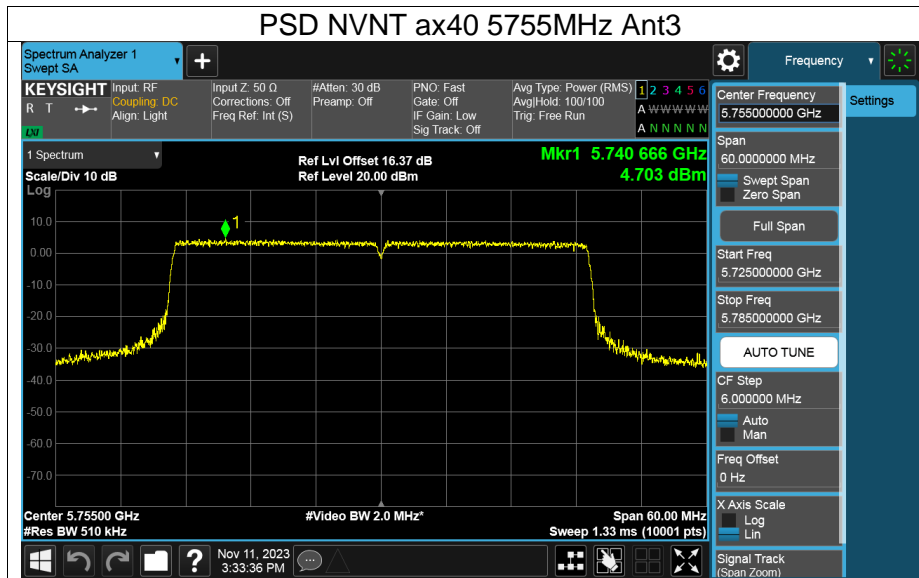 PSD NVNT ax40 5755MHz Ant3
Spectrum Analyzer 1
Swept SA
+
Frequency
KEYSIGHT
R T
LXI
Input: RF
Coupling: DC
Align: Light
Input Z: 50 Ω
Corrections: Off
Freq Ref: Int (S)
#Atten: 30 dB
Preamp: Off
PNO: Fast
Gate: Off
IF Gain: Low
Sig Track: Off
Avg Type: Power (RMS)
Avg|Hold: 100/100
Trig: Free Run
1 2 3 4 5 6
A W W W W W
A N N N N N
1 Spectrum
Scale/Div 10 dB
Log
Ref Lvl Offset 16.37 dB
Ref Level 20.00 dBm
Mkr1 5.740 666 GHz
4.703 dBm
1
10.0
0.00
-10.0
-20.0
-30.0
-40.0
-50.0
-60.0
-70.0
Center 5.75500 GHz
#Video BW 2.0 MHz*
Span 60.00 MHz
#Res BW 510 kHz
Sweep 1.33 ms (10001 pts)
?
Nov 11, 2023
3:33:36 PM
Center Frequency
5.755000000 GHz
Settings
Span
60.0000000 MHz
Swept Span
Zero Span
Full Span
Start Freq
5.725000000 GHz
Stop Freq
5.785000000 GHz
AUTO TUNE
CF Step
6.000000 MHz
Auto
Man
Freq Offset
0 Hz
X Axis Scale
Log
Lin
Signal Track
(Span Zoom)